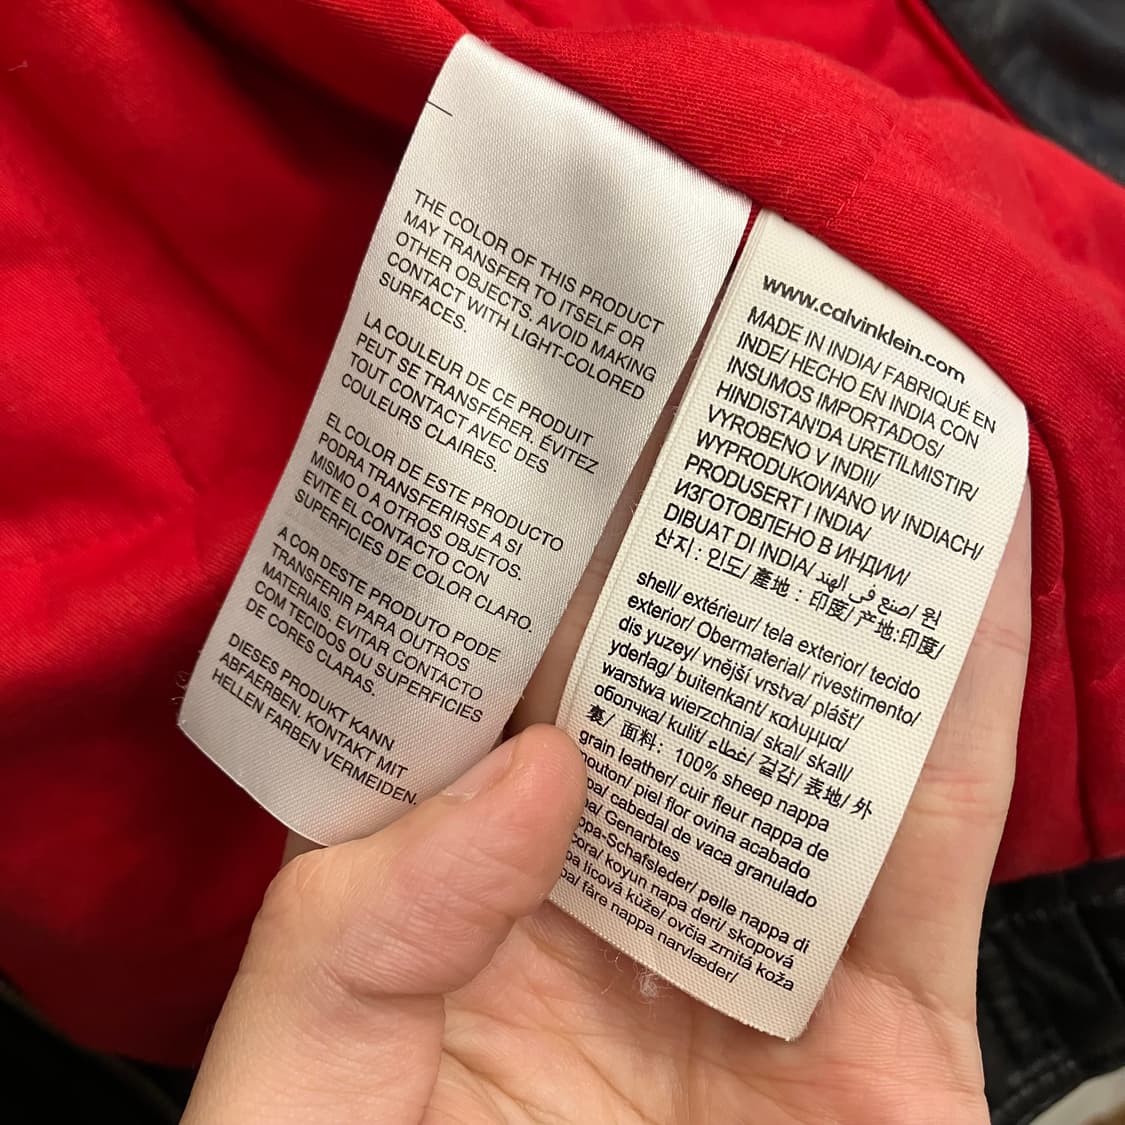 THE COLOR OF THIS PRODUCT
MAY TRANSFER TO ITSELF OR
OTHER OBJECTS. AVOID MAKING
CONTACT WITH LIGHT-COLORED
SURFACES.
LA COULEUR DE CE PRODUIT
PEUT SE TRANSFÉRER. ÉVITEZ
TOUT CONTACT AVEC DES
COULEURS CLAIRES.
EL COLOR DE ESTE PRODUCTO
PODRA TRANSFERIRSE A SI
MISMO O A OTROS OBJETOS.
EVITE EL CONTACTO CON
SUPERFICIES DE COLOR CLARO.
A COR DESTE PRODUTO PODE
TRANSFERIR PARA OUTROS
MATERIAIS, EVITAR CONTACTO
COM TECIDOS OU SUPERFICIES
DE CORES CLARAS.
DIESES PRODUKT KANN
ABFAERBEN. KONTAKT MIT
HELLEN FARBEN VERMEIDEN.
www.calvinklein.com
MADE IN INDIA/ FABRIQUÉ EN
INDE/ HECHO EN INDIA CON
INSUMOS IMPORTADOS/
HINDISTAN'DA URETILMISTIR/
VYROBENO V INDII/
WYPRODUKOWANO W INDIACH/
PRODUSERT I INDIA/
ИЗГОТОВЛЕНО В ИНДИИ/
DIBUAT DI INDIA/ صنع في الهند/ 원
산지 : 인도/ 產地 : 印度/ 产地:印度/
shell/ extérieur/ tela exterior/ tecido
exterior/ Obermaterial/ rivestimento/
dis yuzey/ vnější vrstva/ plášť/
yderlag/ buitenkant/ καλυμμα/
warstwa wierzchnia/ skal/ skall/
оболчка/ kulit/ غطاء/ 겉감/ 表地/ 外
裏/ 面料: 100% sheep nappa
grain leather/ cuir fleur nappa de
mouton/ piel flor ovina acabado
cabedal de vaca granulado
Genarbtes
Schafsleder/ pelle nappa di
koyun napa deri/ skopová
lícová kůže/ ovčia zmitá koža
fåre nappa narvlæder/